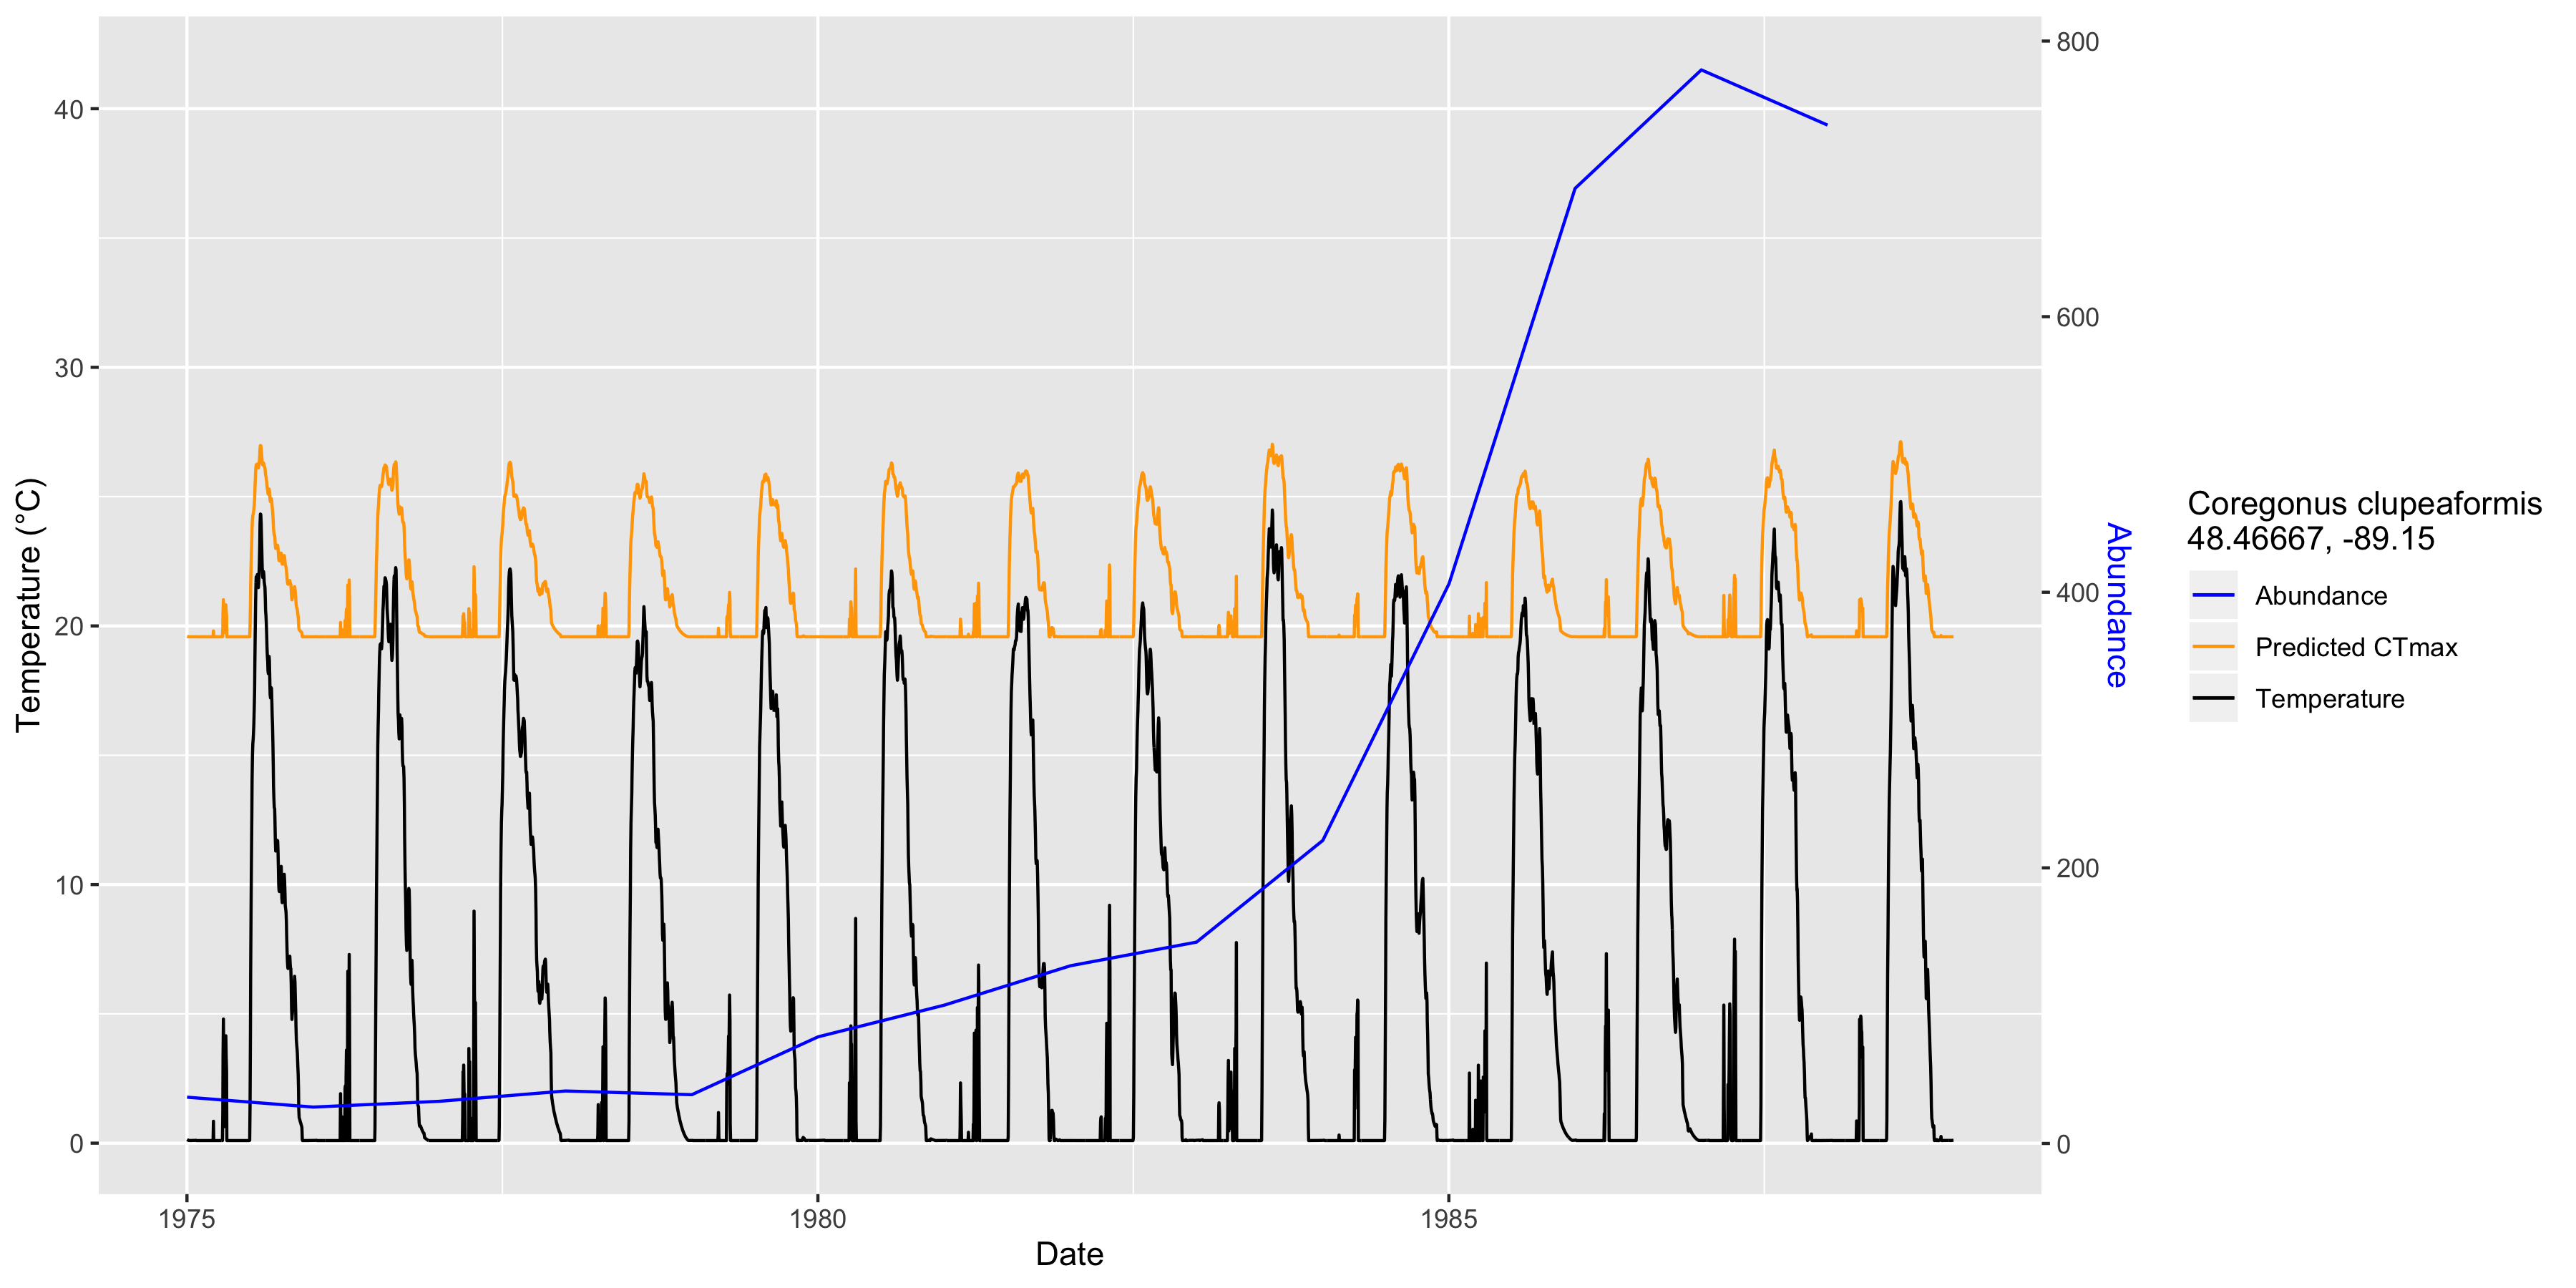 40
30
20
10
0
Temperature (°C)
800
600
400
200
0
Abundance
1975
1980
1985
Date
Coregonus clupeaformis
48.46667, -89.15
Abundance
Predicted CTmax
Temperature